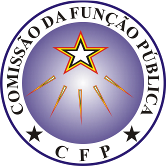 COMISSÃO DA FUNÇÃO PÚBLICA
CFP